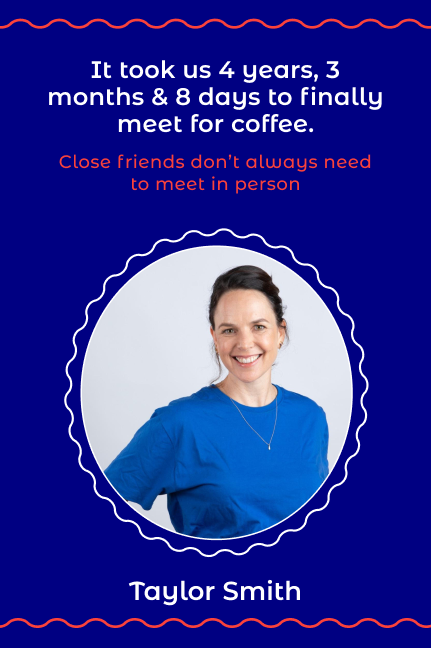 It took us 4 years, 3
months & 8 days to finally
meet for coffee.
Close friends don’t always need
to meet in person
Taylor Smith